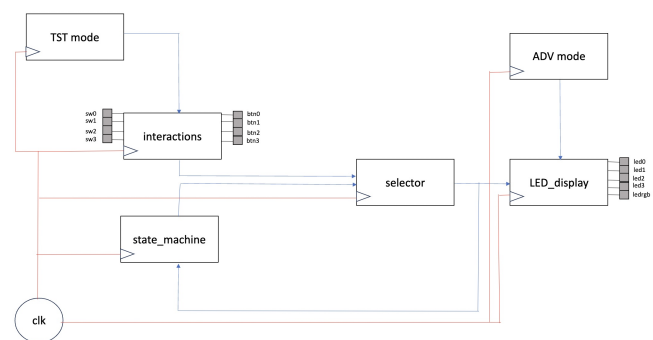 TST mode
ADV mode
sw0
sw1
sw2
sw3
interactions
btn0
btn1
btn2
btn3
selector
LED_display
led0
led1
led2
led3
ledrgb
state_machine
clk